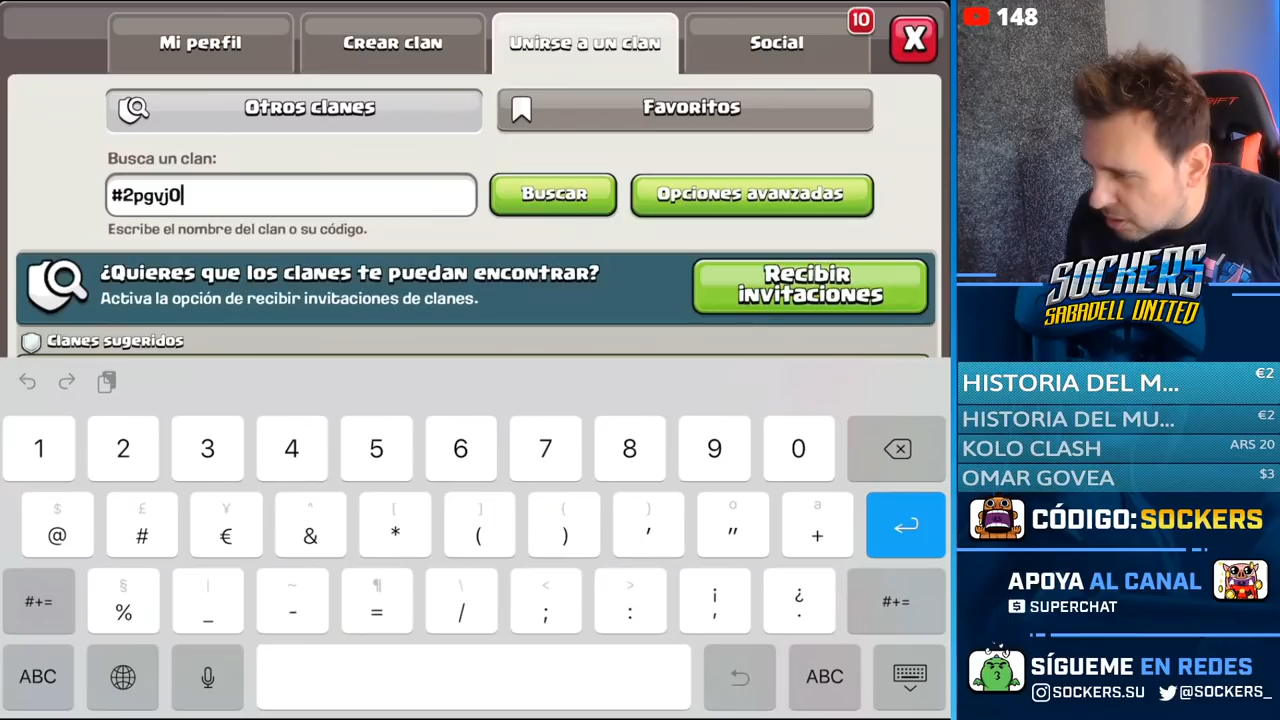 Mi perfil
Crear clan
Unirse a un clan
Social
10
X
148
Otros clanes
Favoritos
Busca un clan:
#2pgvj0
Buscar
Opciones avanzadas
Escribe el nombre del clan o su código.
¿Quieres que los clanes te puedan encontrar?
Activa la opción de recibir invitaciones de clanes.
Recibir
invitaciones
Clanes sugeridos
1 2 3 4 5 6 7 8 9 0
$ £ ¥ ^ [ ] { } ° ª
@ # € & * ( ) ' " +
#+=
§ | ~ ¶ \ < > ! ?
% _ - = / ; : , .
#+=
ABC
ABC
SOCKERS
SABADELL UNITED
HISTORIA DEL M... €2
HISTORIA DEL MU... €2
KOLO CLASH ARS 20
OMAR GOVEA $3
CÓDIGO: SOCKERS
APOYA AL CANAL
SUPERCHAT
SÍGUEME EN REDES
SOCKERS.SU @SOCKERS_